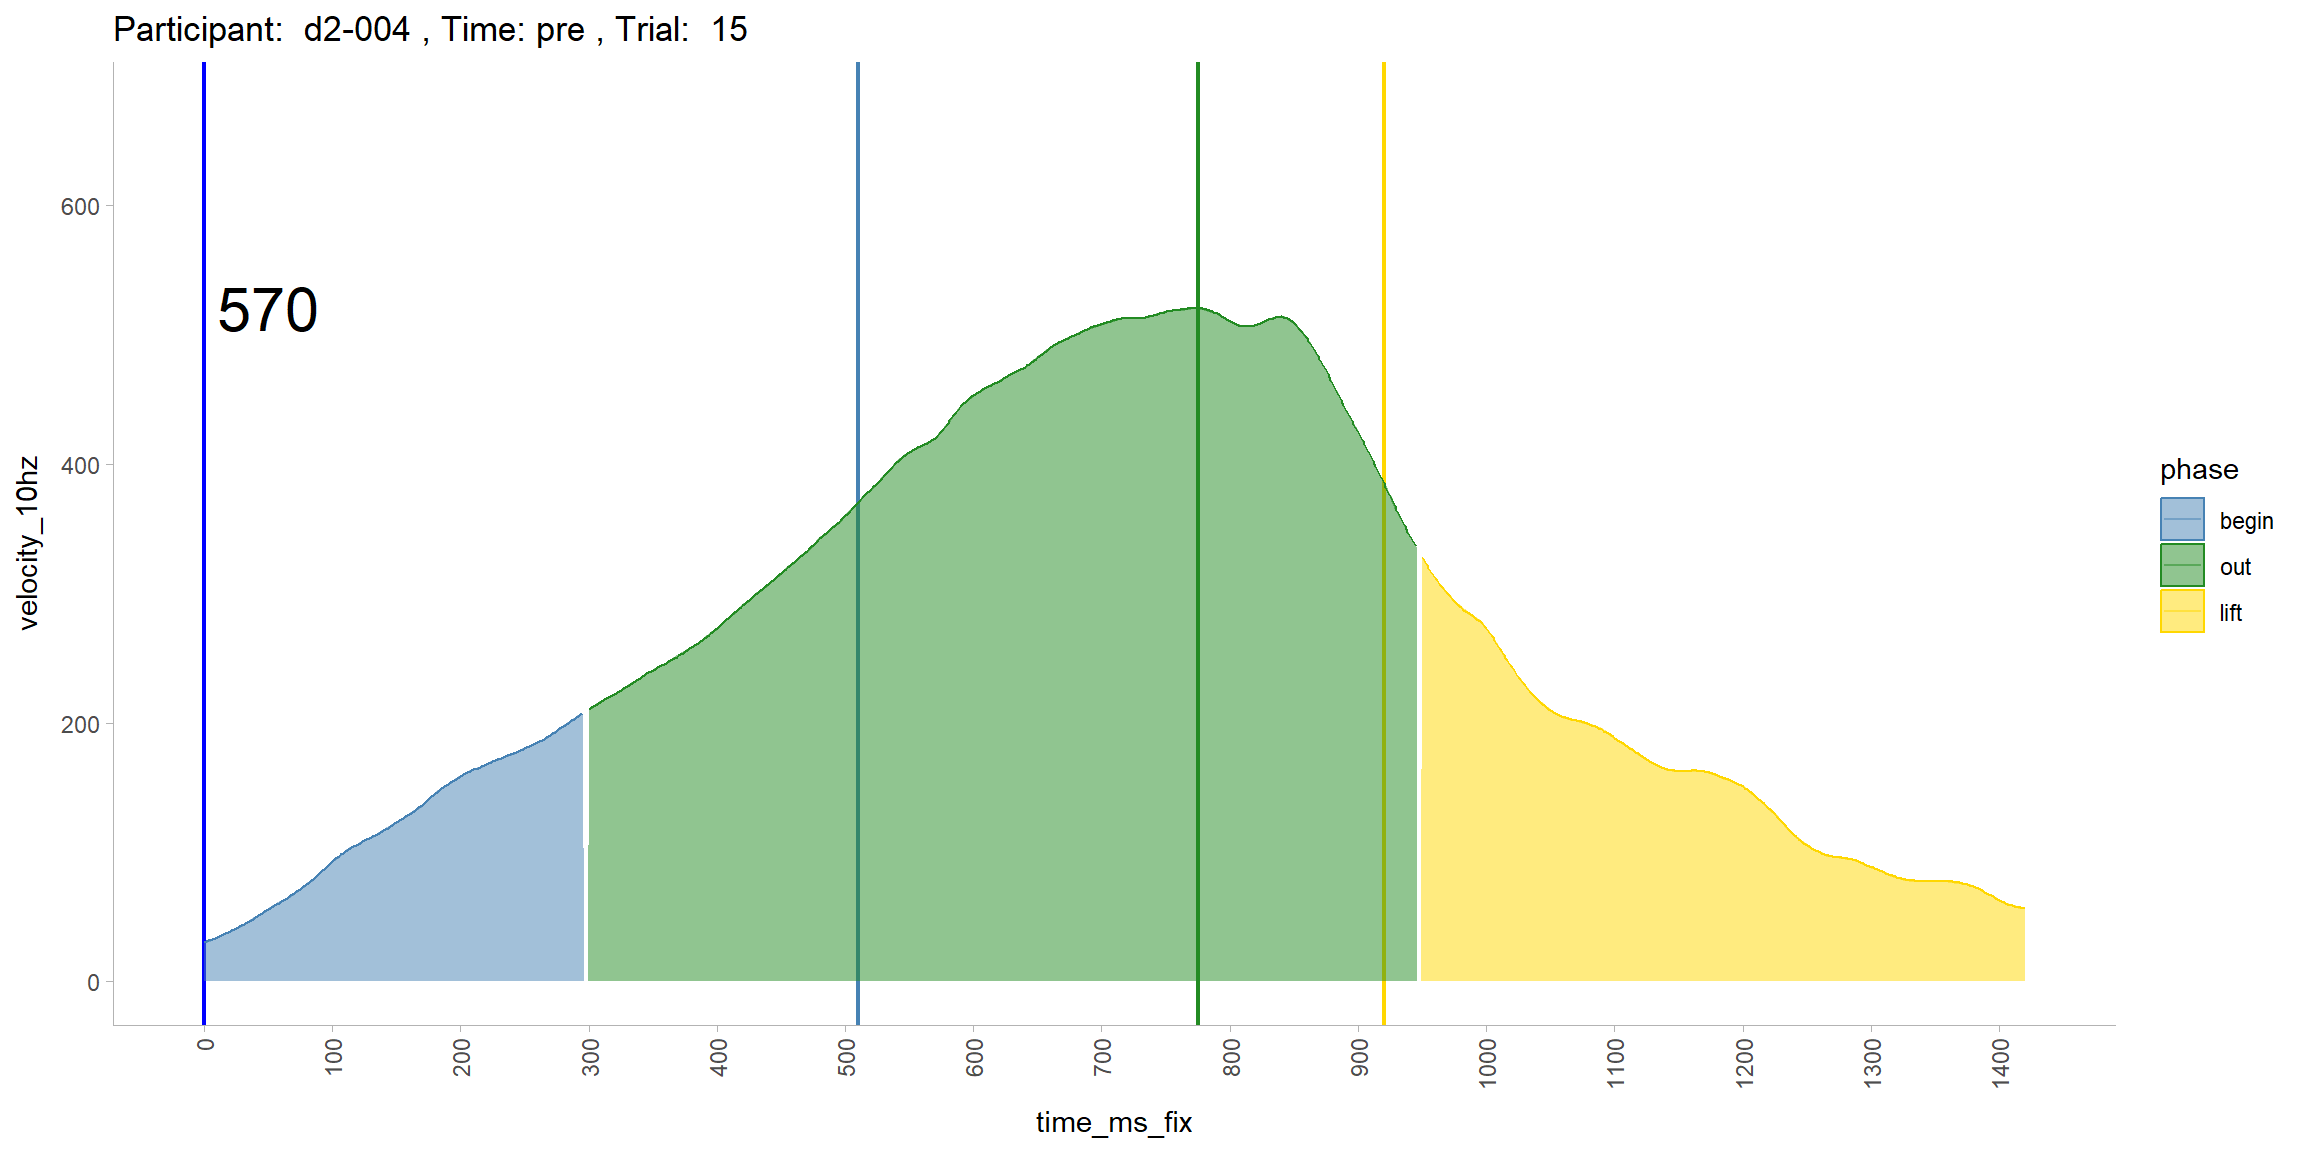 Participant:  d2-004 , Time: pre , Trial:  15
600
400
200
0
velocity_10hz
570
0
100
200
300
400
500
600
700
800
900
1000
1100
1200
1300
1400
time_ms_fix
phase
begin
out
lift